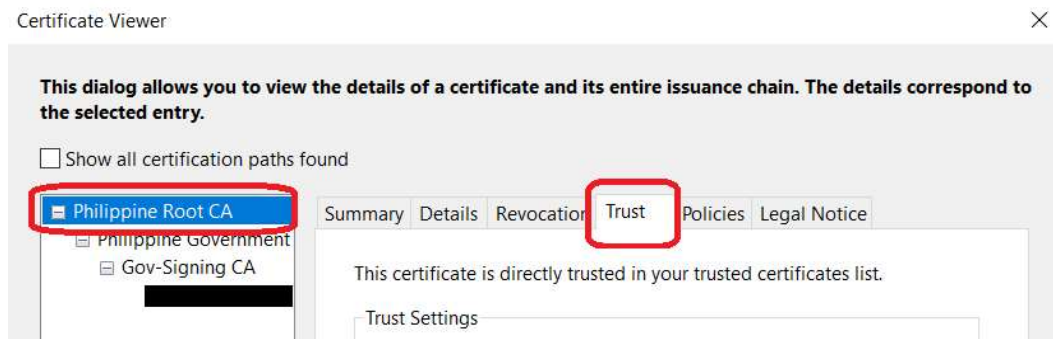 Certificate Viewer
This dialog allows you to view the details of a certificate and its entire issuance chain. The details correspond to
the selected entry.
Show all certification paths found
Philippine Root CA
Summary Details Revocation Trust Policies Legal Notice
Philippine Government
Gov-Signing CA
This certificate is directly trusted in your trusted certificates list.
Trust Settings